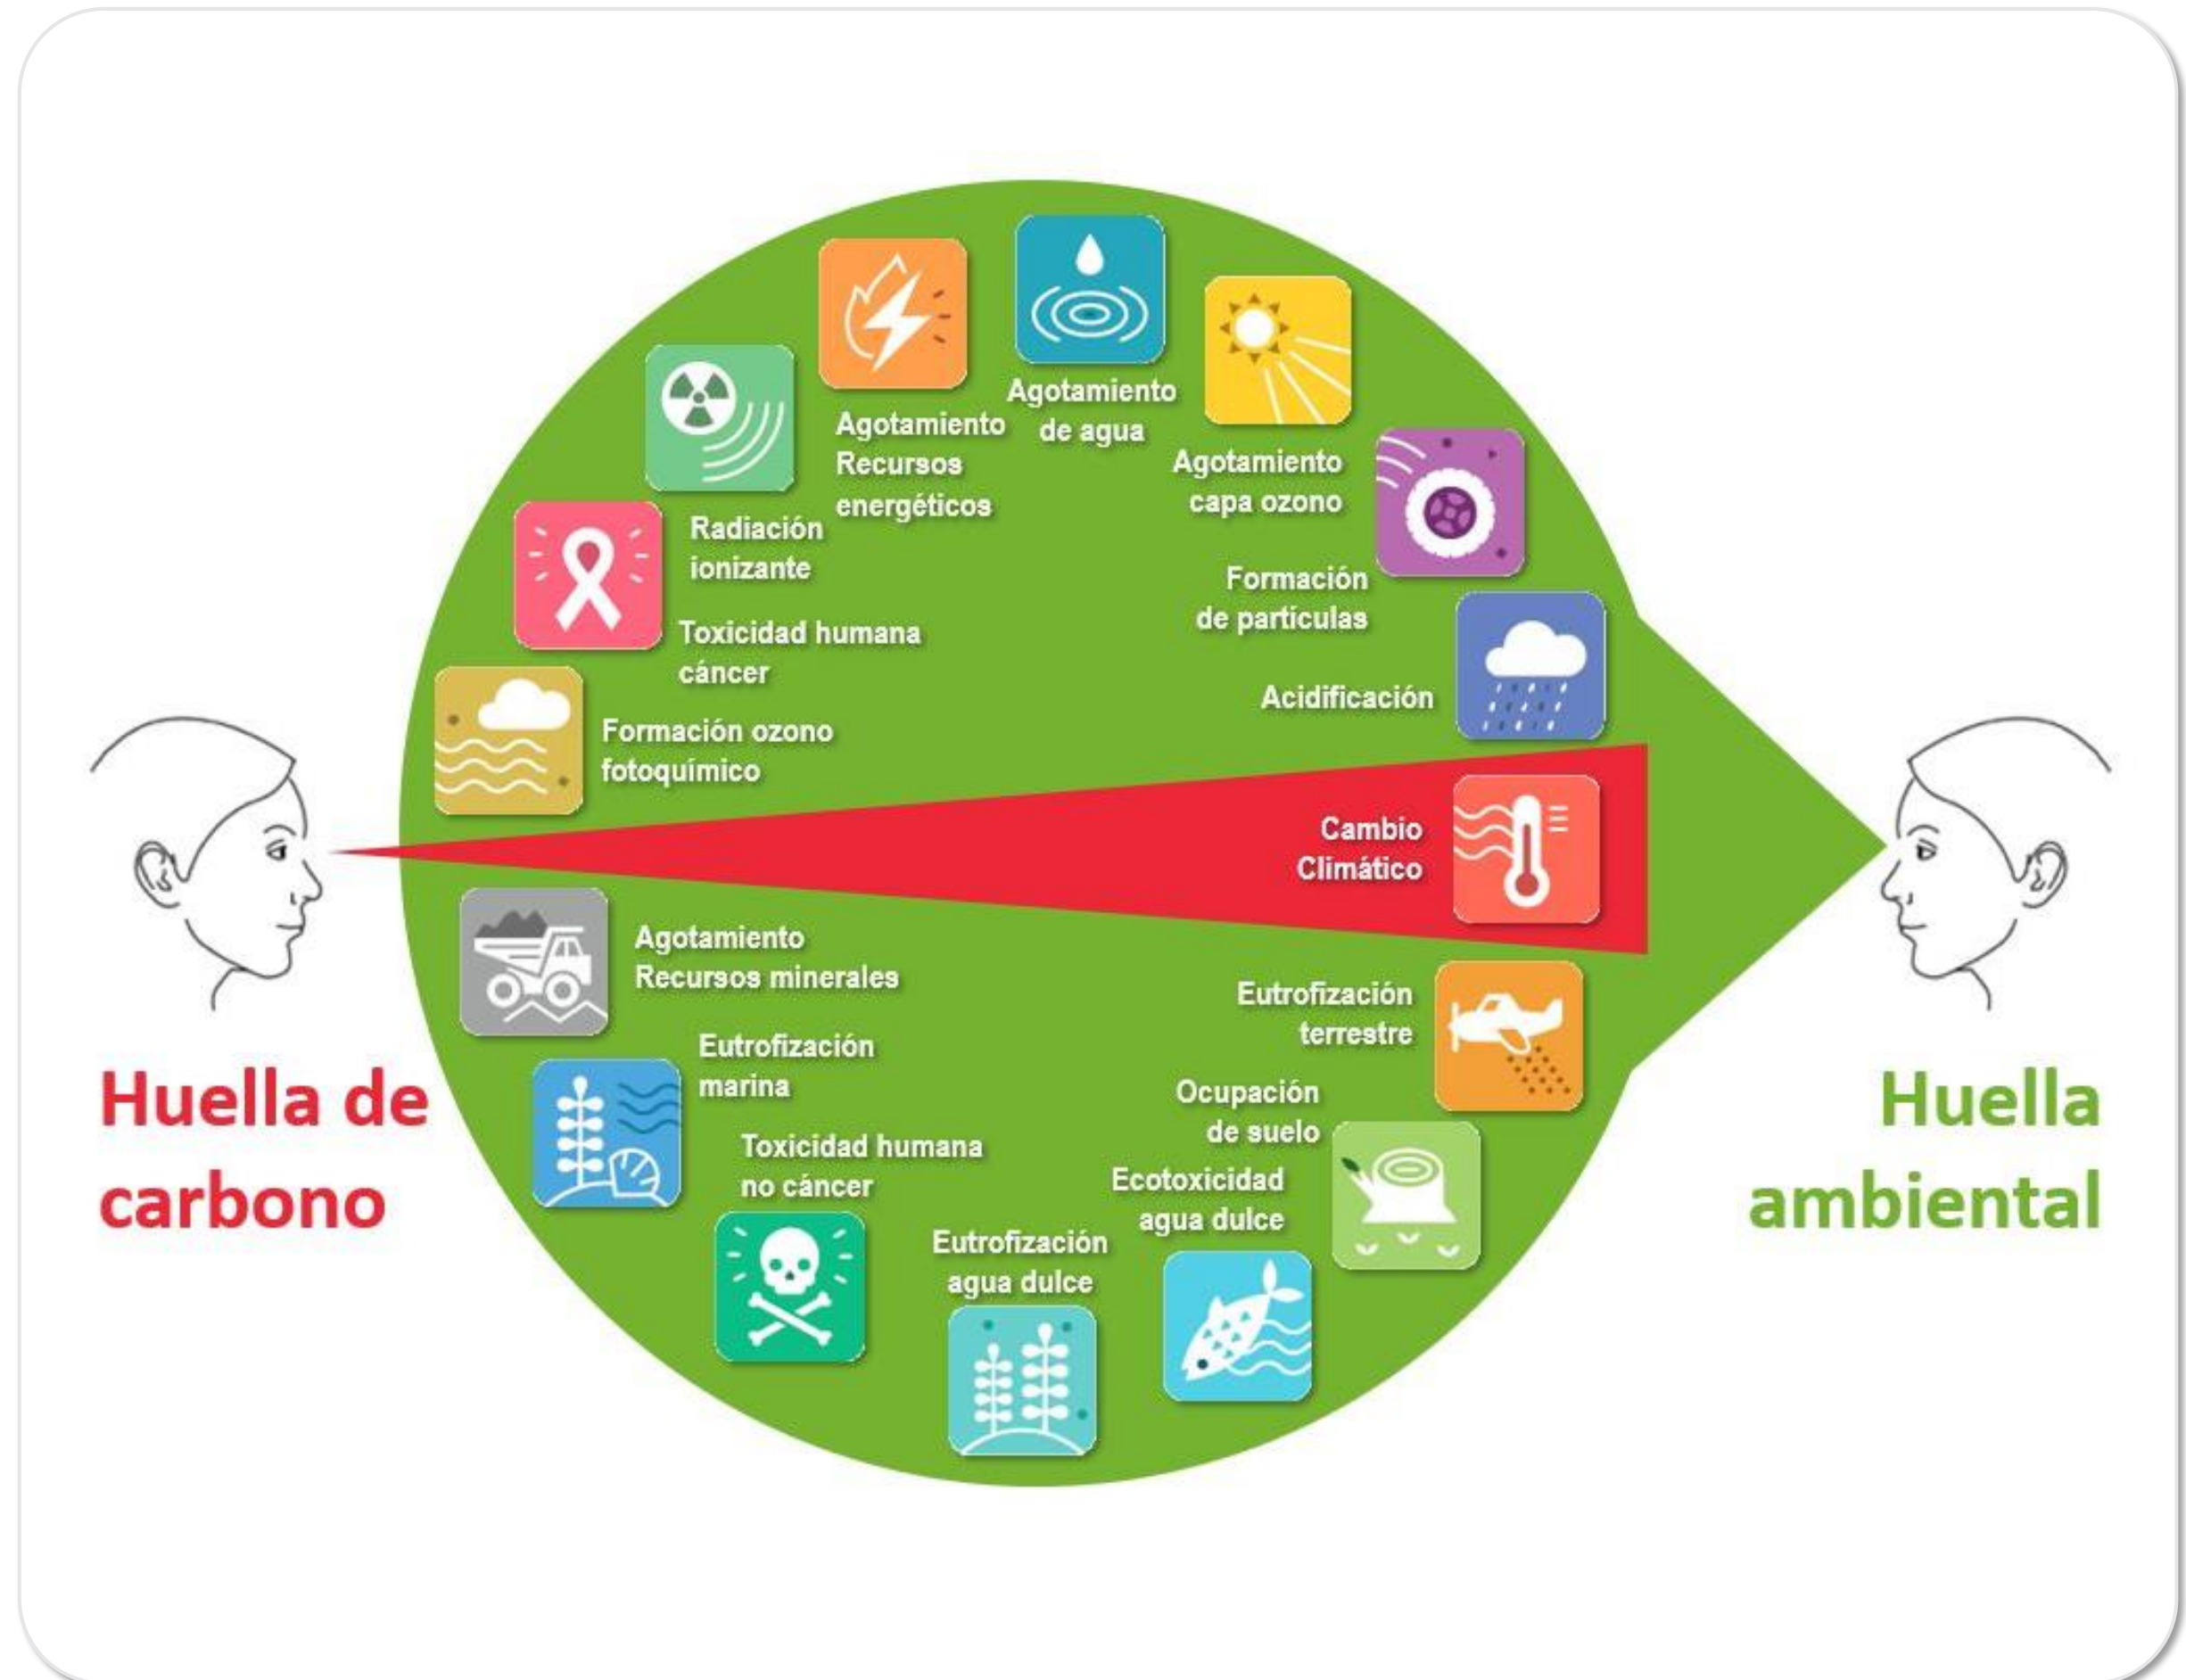 Agotamiento
de agua
Agotamiento
Recursos
energéticos
Agotamiento
capa ozono
Radiación
ionizante
Formación
de partículas
Toxicidad humana
cáncer
Acidificación
Formación ozono
fotoquímico
Cambio
Climático
Agotamiento
Recursos minerales
Eutrofización
terrestre
Eutrofización
marina
Ocupación
de suelo
Toxicidad humana
no cáncer
Ecotoxicidad
agua dulce
Eutrofización
agua dulce
Huella de
carbono
Huella
ambiental